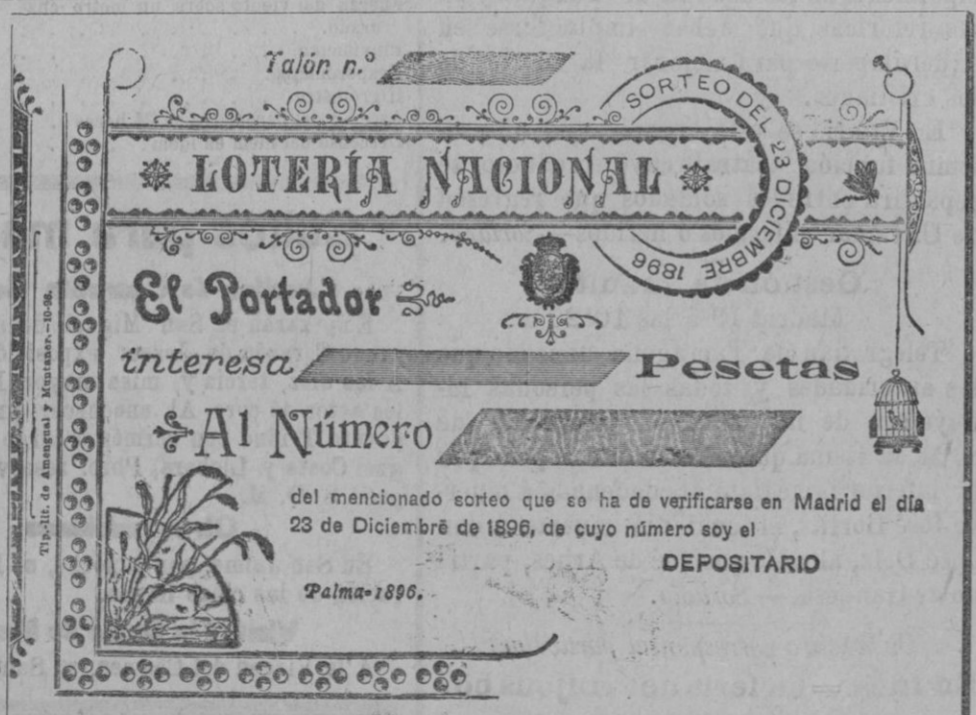 Talón n.º
SORTEO DEL 23 DICIEMBRE 1896
LOTERÍA NACIONAL
El Portador
interesa Pesetas
Al Número
del mencionado sorteo que se ha de verificarse en Madrid el día
23 de Diciembre de 1896, de cuyo número soy el
DEPOSITARIO
Palma-1896.
Tip.-lit. de Amengual y Muntaner.-10-96.